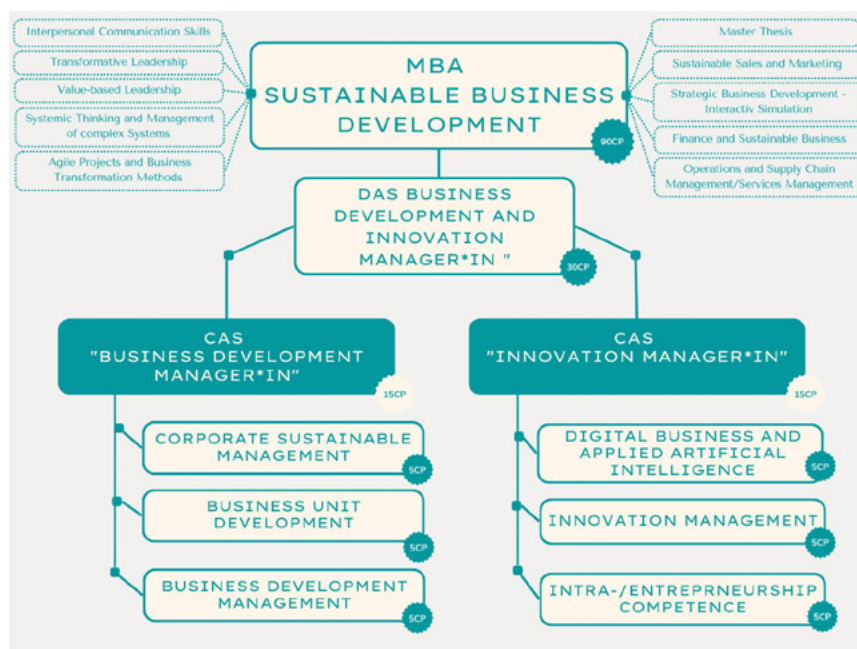 Interpersonal Communication Skills
Transformative Leadership
Value-based Leadership
Systemic Thinking and Management
of complex Systems
Agile Projects and Business
Transformation Methods
MBA
SUSTAINABLE BUSINESS
DEVELOPMENT
90CP
Master Thesis
Sustainable Sales and Marketing
Strategic Business Development -
Interactiv Simulation
Finance and Sustainable Business
Operations and Supply Chain
Management/Services Management
DAS BUSINESS
DEVELOPMENT AND
INNOVATION
MANAGER*IN "
30CP
CAS
"BUSINESS DEVELOPMENT
MANAGER*IN"
15CP
CORPORATE SUSTAINABLE
MANAGEMENT
5CP
BUSINESS UNIT
DEVELOPMENT
5CP
BUSINESS DEVELOPMENT
MANAGEMENT
5CP
CAS
"INNOVATION MANAGER*IN"
15CP
DIGITAL BUSINESS AND
APPLIED ARTIFICIAL
INTELLIGENCE
5CP
INNOVATION MANAGEMENT
5CP
INTRA-/ENTREPRNEURSHIP
COMPETENCE
5CP